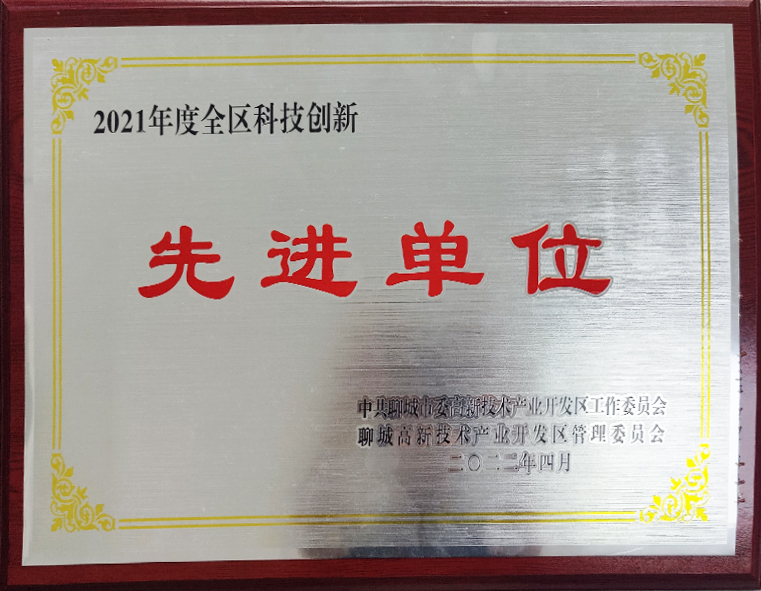 2021年度全区科技创新
先进单位
中共聊城市委高新技术产业开发区工作委员会
聊城高新技术产业开发区管理委员会
二〇二二年四月